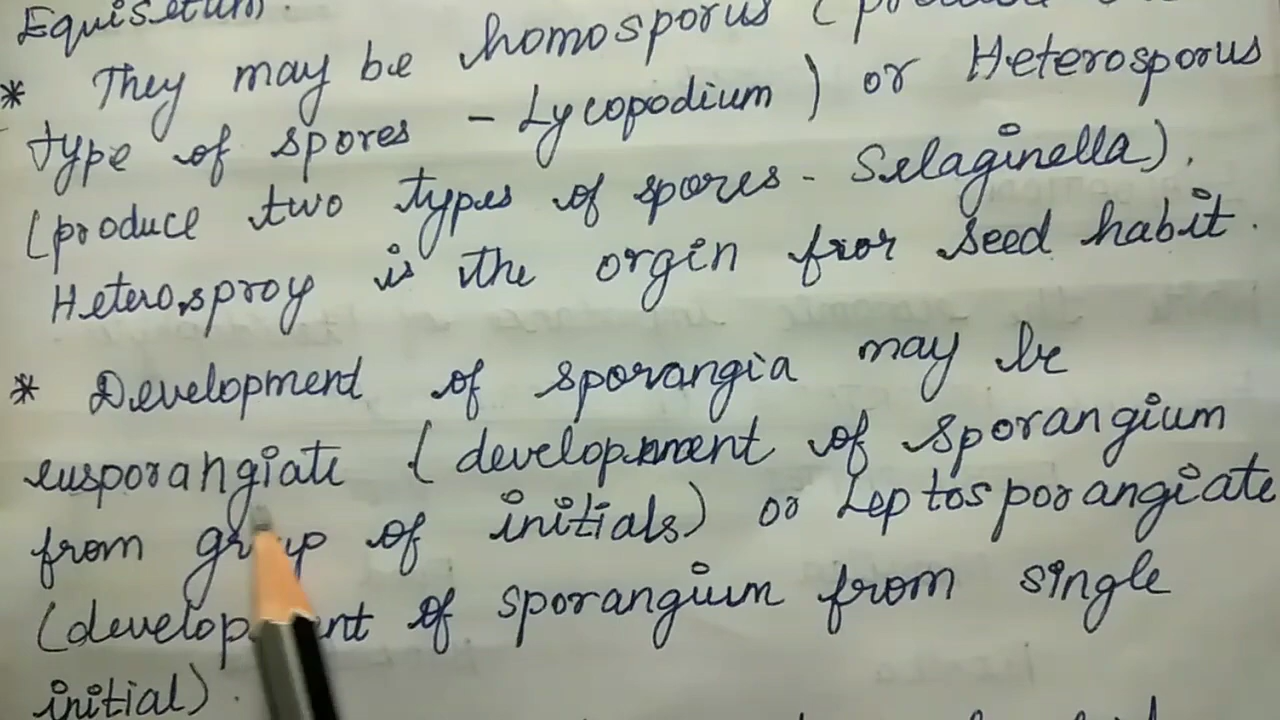 Equisetum.
* They may be homosporus (
type of spores - Lycopodium) or Heterosporus
(produce two types of spores - Selaginella).
Heterosproy is the orgin for seed habit.
* Development of sporangia may be
eusporangiate (development of sporangium
from group of initials) or Leptosporangiate
(development of sporangium from single
initial).